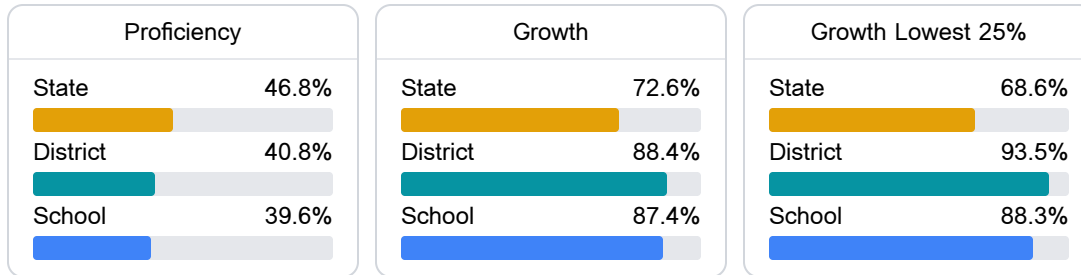 Proficiency
State 46.8%
District 40.8%
School 39.6%
Growth
State 72.6%
District 88.4%
School 87.4%
Growth Lowest 25%
State 68.6%
District 93.5%
School 88.3%